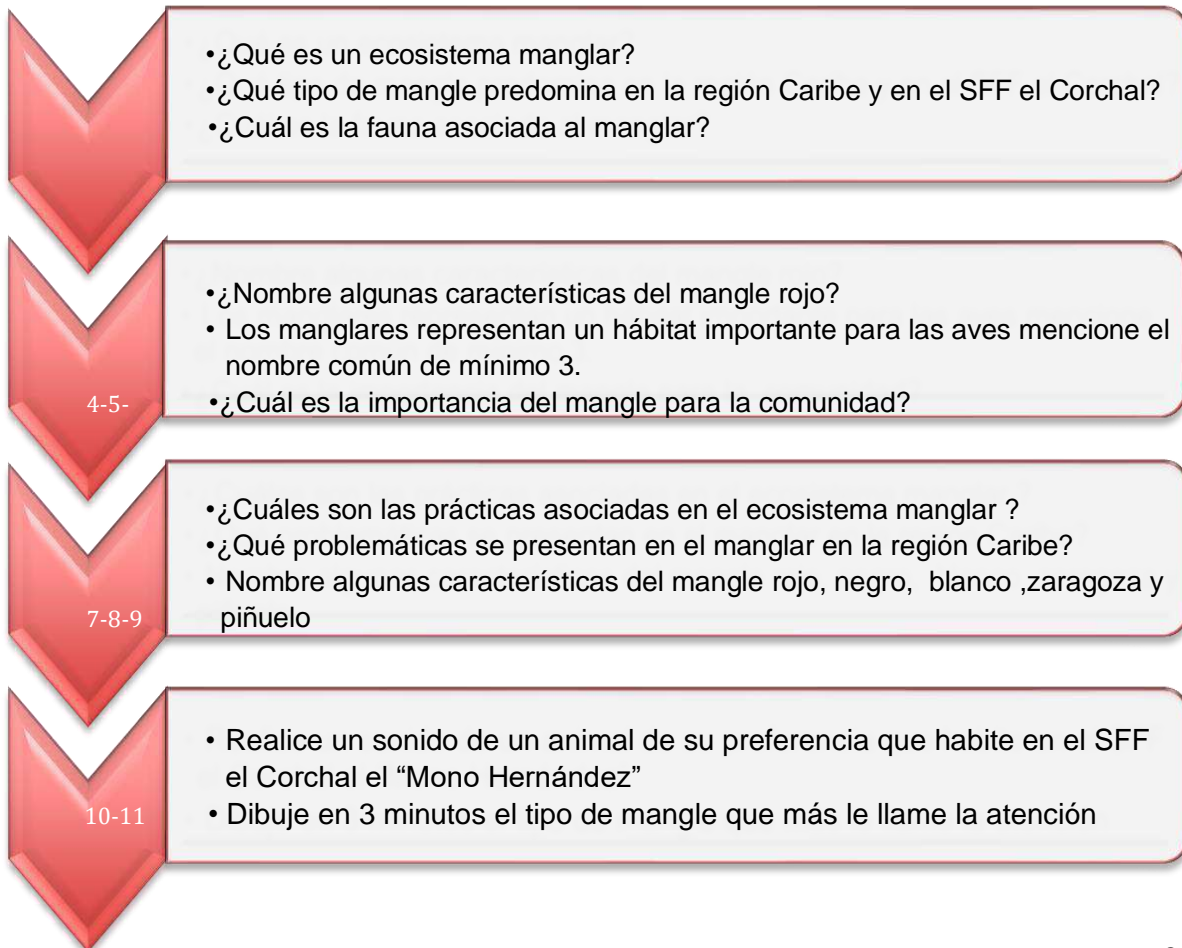 •¿Qué es un ecosistema manglar?
•¿Qué tipo de mangle predomina en la región Caribe y en el SFF el Corchal?
•¿Cuál es la fauna asociada al manglar?
4-5-
•¿Nombre algunas características del mangle rojo?
• Los manglares representan un hábitat importante para las aves mencione el
nombre común de mínimo 3.
•¿Cuál es la importancia del mangle para la comunidad?
7-8-9
•¿Cuáles son las prácticas asociadas en el ecosistema manglar ?
•¿Qué problemáticas se presentan en el manglar en la región Caribe?
• Nombre algunas características del mangle rojo, negro, blanco ,zaragoza y
piñuelo
10-11
• Realice un sonido de un animal de su preferencia que habite en el SFF
el Corchal el “Mono Hernández”
• Dibuje en 3 minutos el tipo de mangle que más le llame la atención